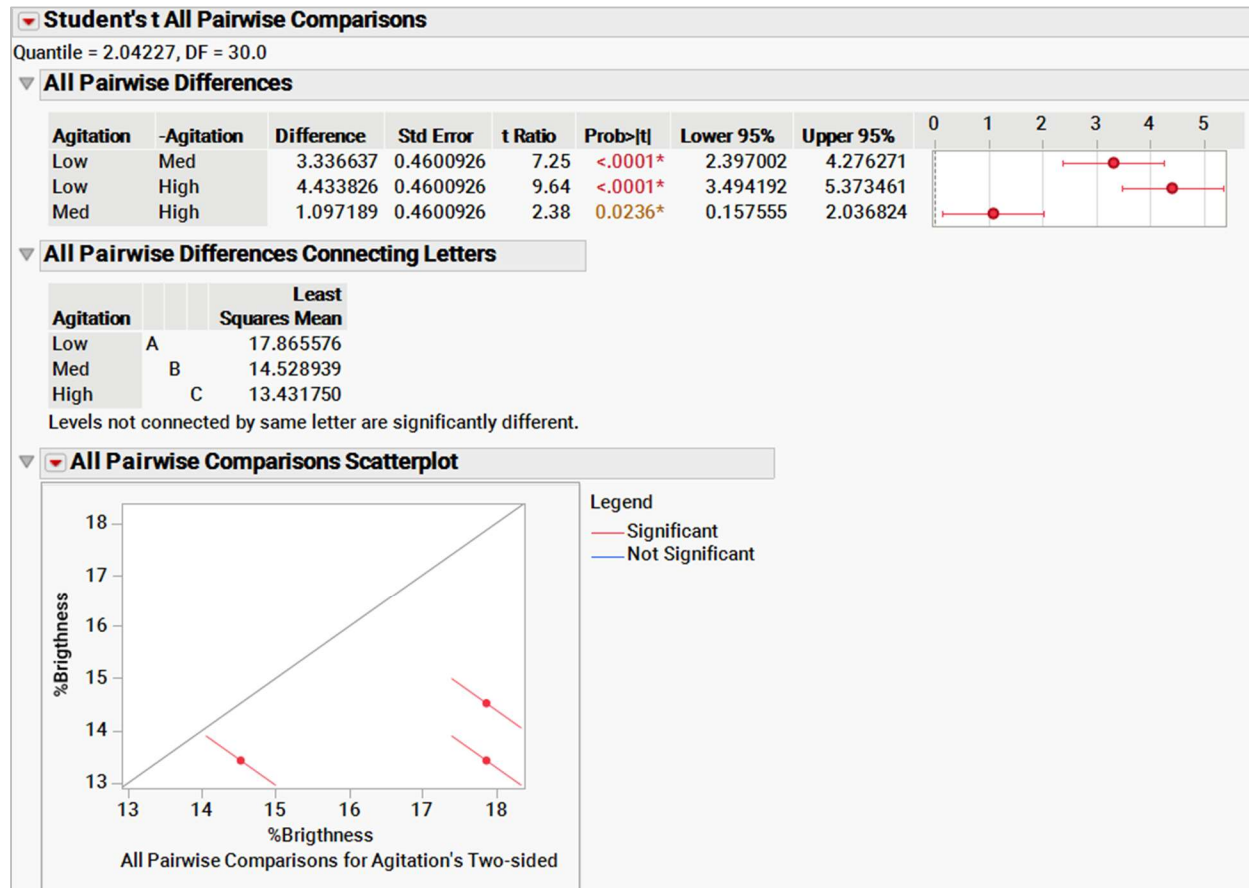 Student's t All Pairwise Comparisons
Quantile = 2.04227, DF = 30.0
All Pairwise Differences
Agitation -Agitation Difference Std Error t Ratio Prob>|t| Lower 95% Upper 95% 0 1 2 3 4 5
Low Med 3.336637 0.4600926 7.25 <.0001* 2.397002 4.276271
Low High 4.433826 0.4600926 9.64 <.0001* 3.494192 5.373461
Med High 1.097189 0.4600926 2.38 0.0236* 0.157555 2.036824
All Pairwise Differences Connecting Letters
Least
Agitation Squares Mean
Low A 17.865576
Med B 14.528939
High C 13.431750
Levels not connected by same letter are significantly different.
All Pairwise Comparisons Scatterplot
18
17
16
15
14
13
%Brigthness
13 14 15 16 17 18
%Brigthness
All Pairwise Comparisons for Agitation's Two-sided
Legend
Significant
Not Significant